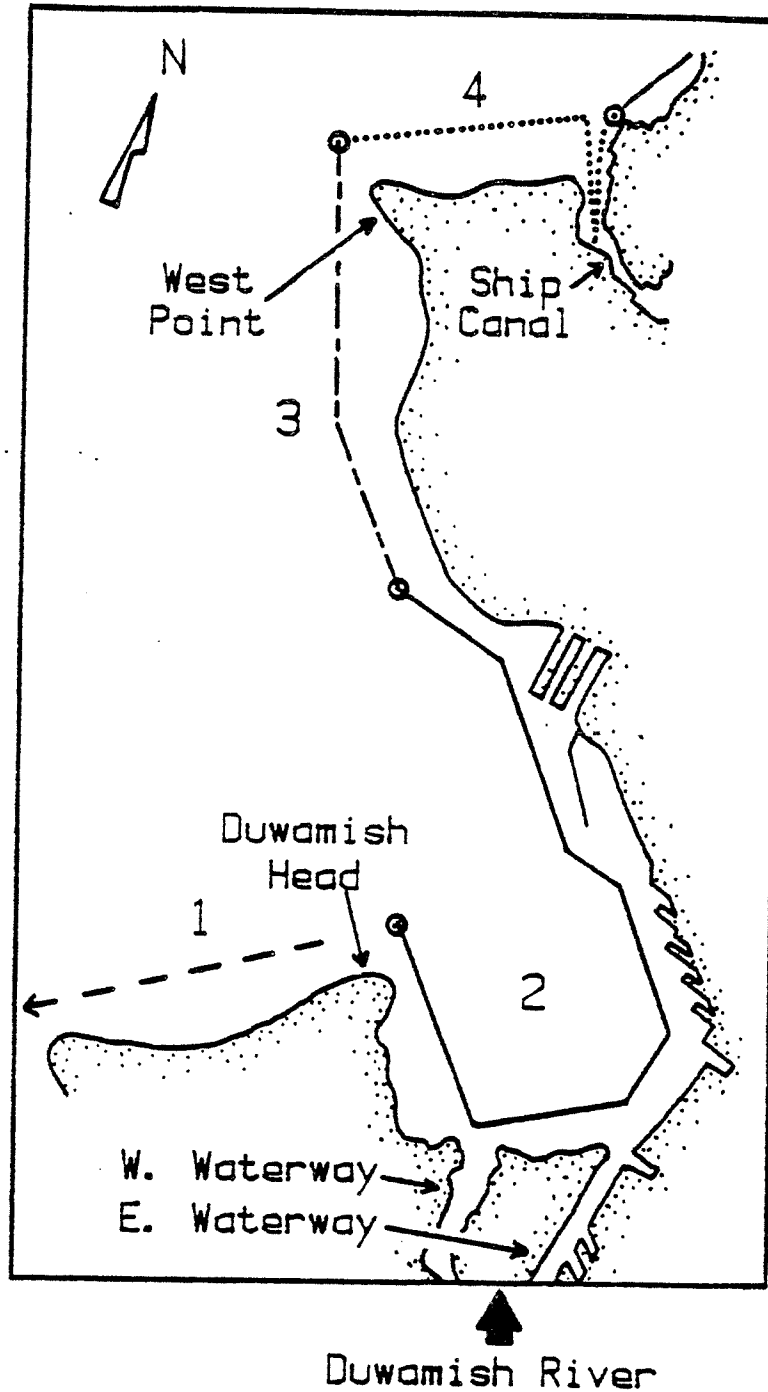 N
4
West
Point
Ship
Canal
3
Duwamish
Head
1
2
W. Waterway
E. Waterway
Duwamish River